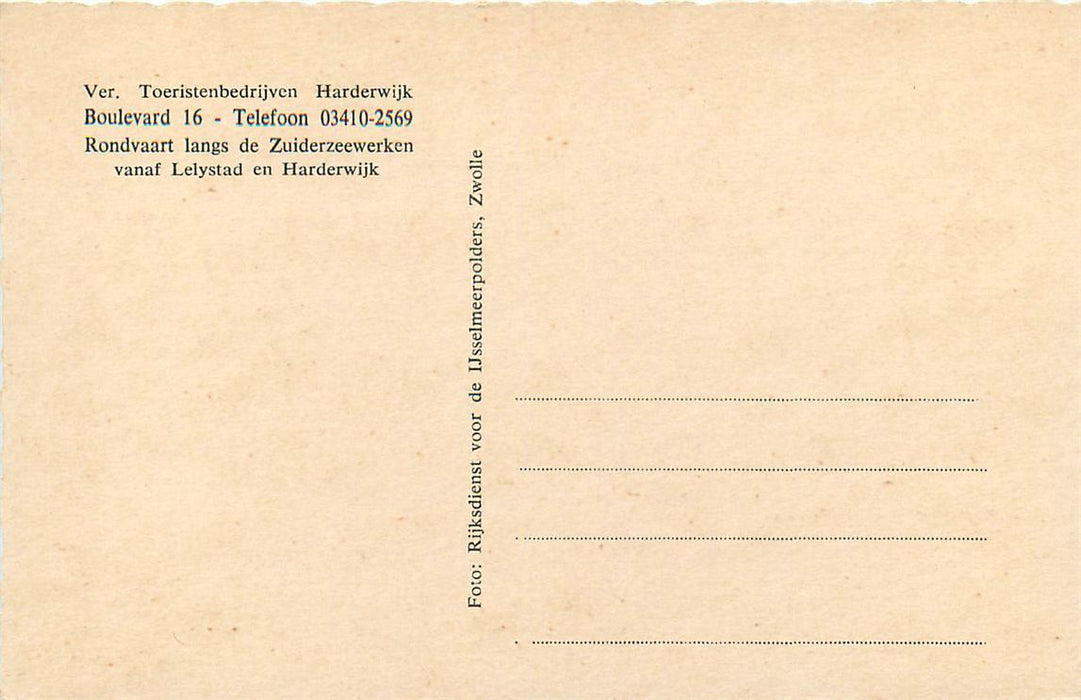 Ver. Toeristenbedrijven Harderwijk
Boulevard 16 - Telefoon 03410-2569
Rondvaart langs de Zuiderzeewerken
vanaf Lelystad en Harderwijk
Foto: Rijksdienst voor de IJsselmeerpolders, Zwolle